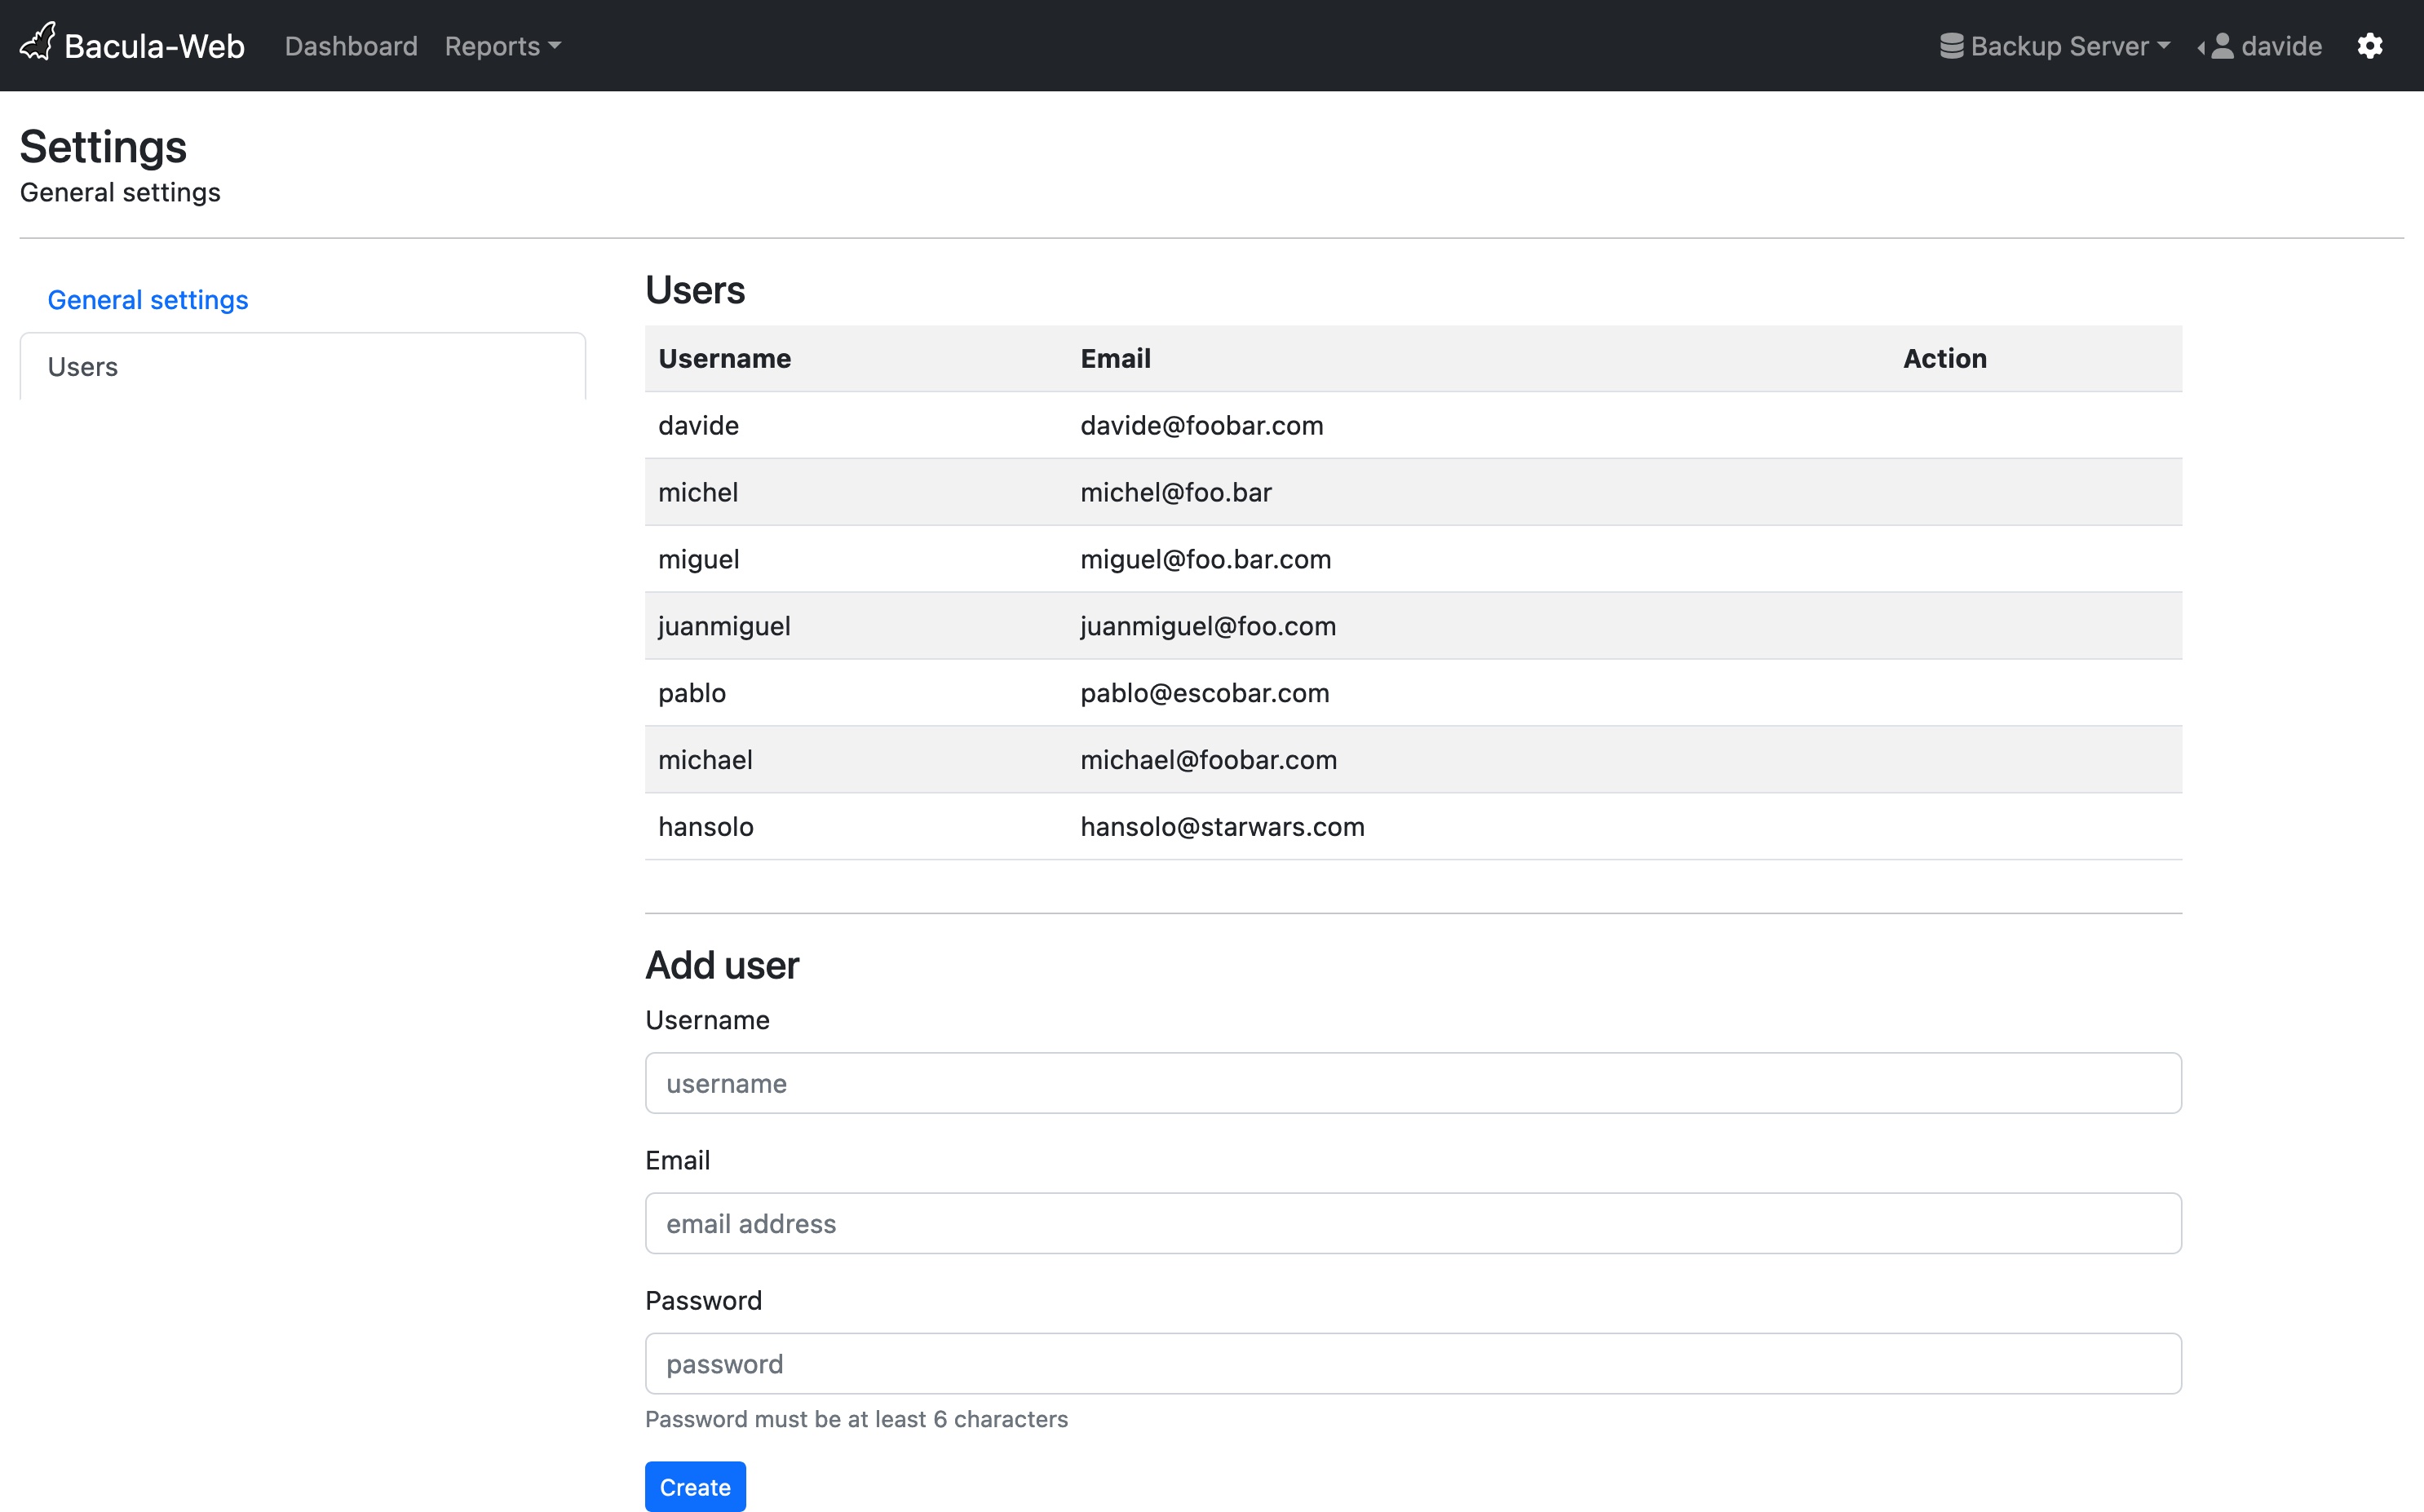 Bacula-Web Dashboard Reports Backup Server davide
Settings
General settings
General settings
Users
Users
Username Email Action
davide davide@foobar.com
michel michel@foo.bar
miguel miguel@foo.bar.com
juanmiguel juanmiguel@foo.com
pablo pablo@escobar.com
michael michael@foobar.com
hansolo hansolo@starwars.com
Add user
Username
username
Email
email address
Password
password
Password must be at least 6 characters
Create